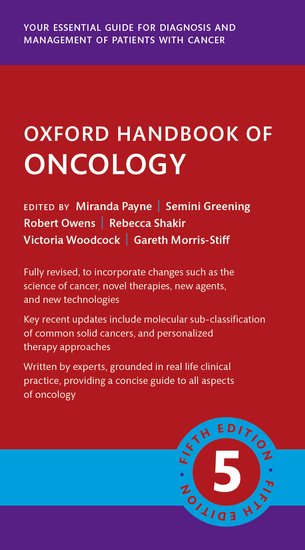 YOUR ESSENTIAL GUIDE FOR DIAGNOSIS AND
MANAGEMENT OF PATIENTS WITH CANCER
OXFORD HANDBOOK OF
ONCOLOGY
EDITED BY Miranda Payne | Semini Greening
Robert Owens | Rebecca Shakir
Victoria Woodcock | Gareth Morris-Stiff
Fully revised, to incorporate changes such as the
science of cancer, novel therapies, new agents,
and new technologies
Key recent updates include molecular sub-classification
of common solid cancers, and personalized
therapy approaches
Written by experts, grounded in real life clinical
practice, providing a concise guide to all aspects
of oncology
• FIFTH EDITION •
5
FIFTH EDITION